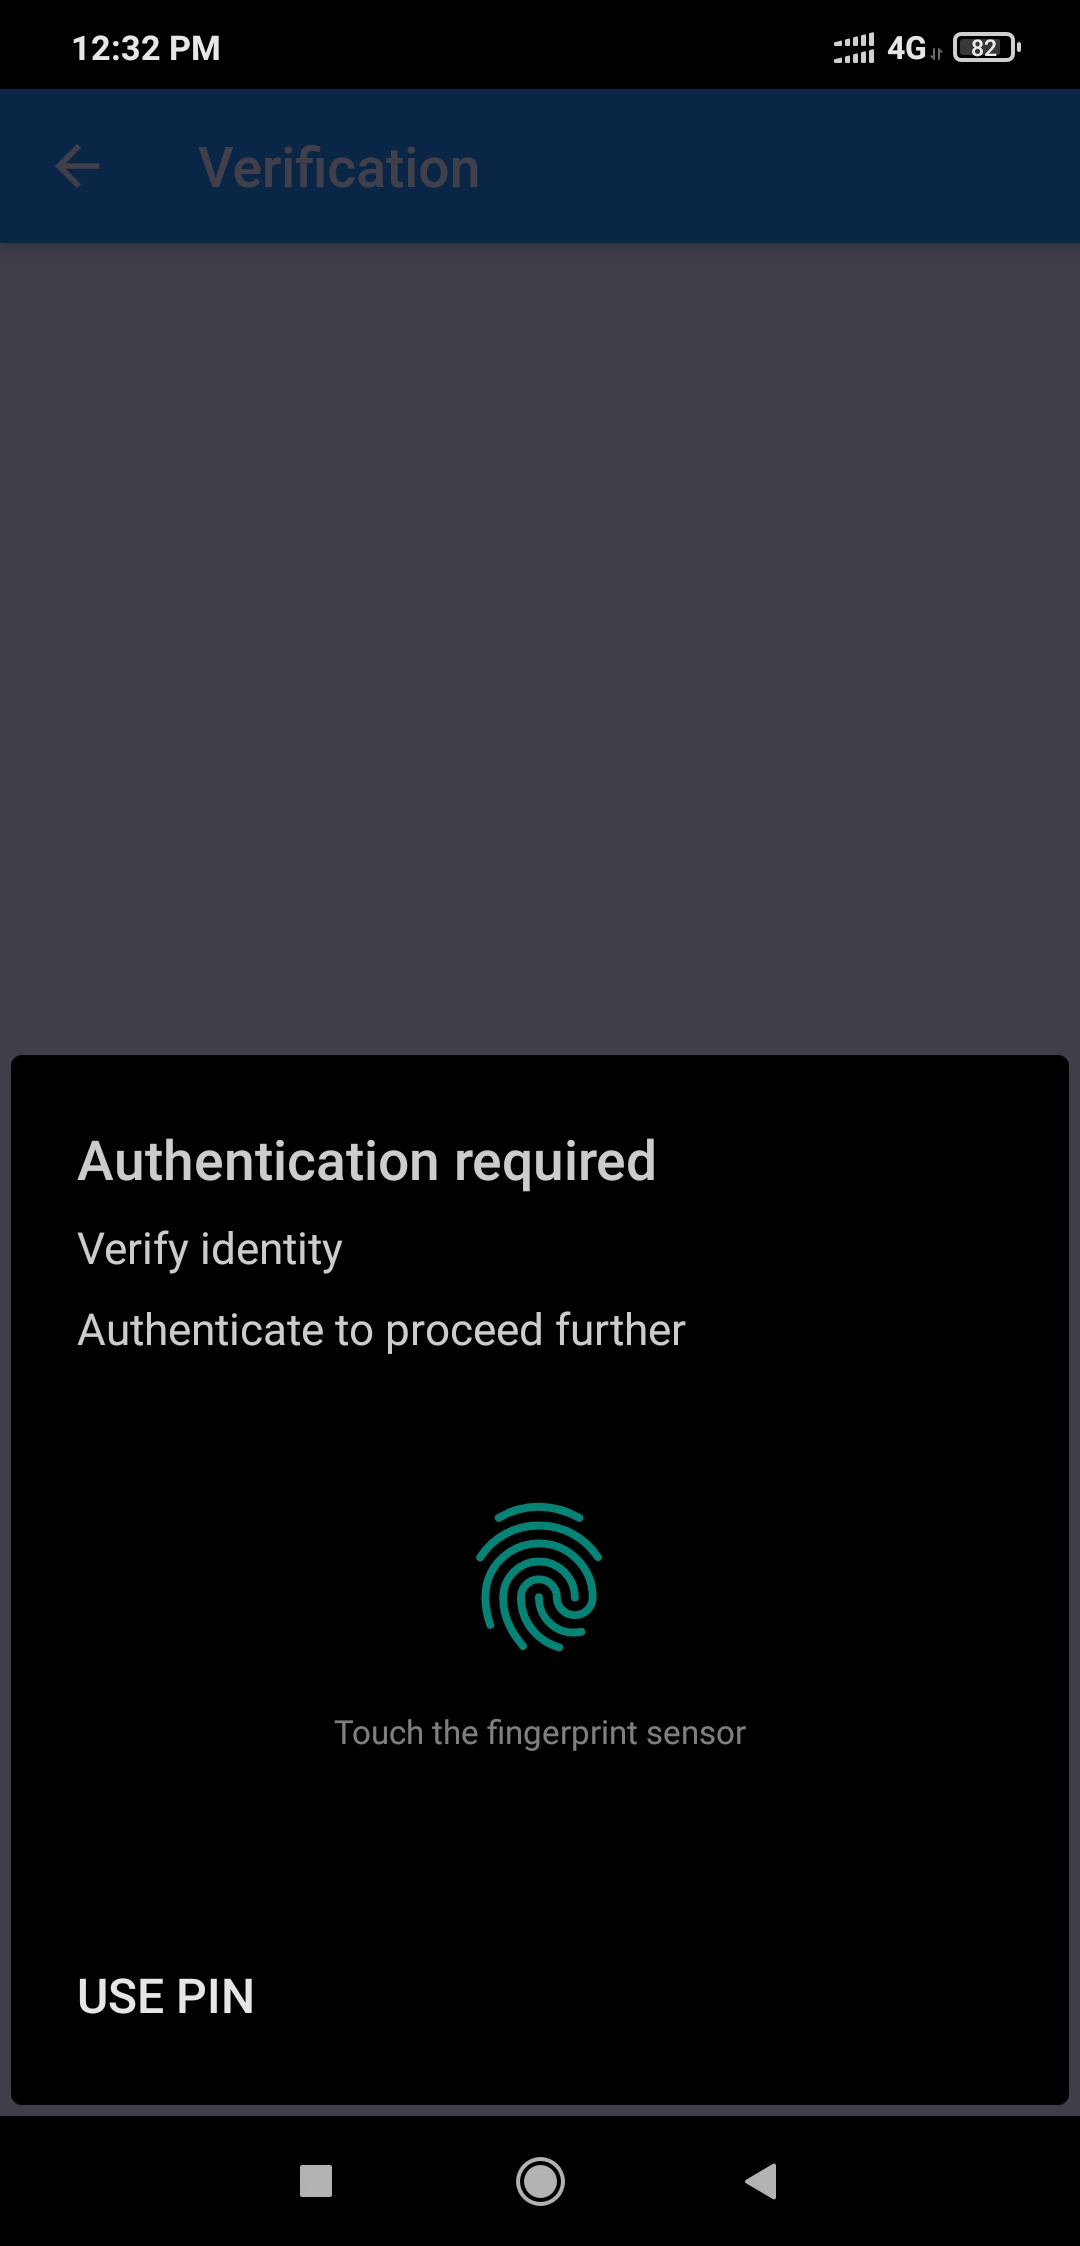 12:32 PM
4G
82
Verification
Authentication required
Verify identity
Authenticate to proceed further
Touch the fingerprint sensor
USE PIN